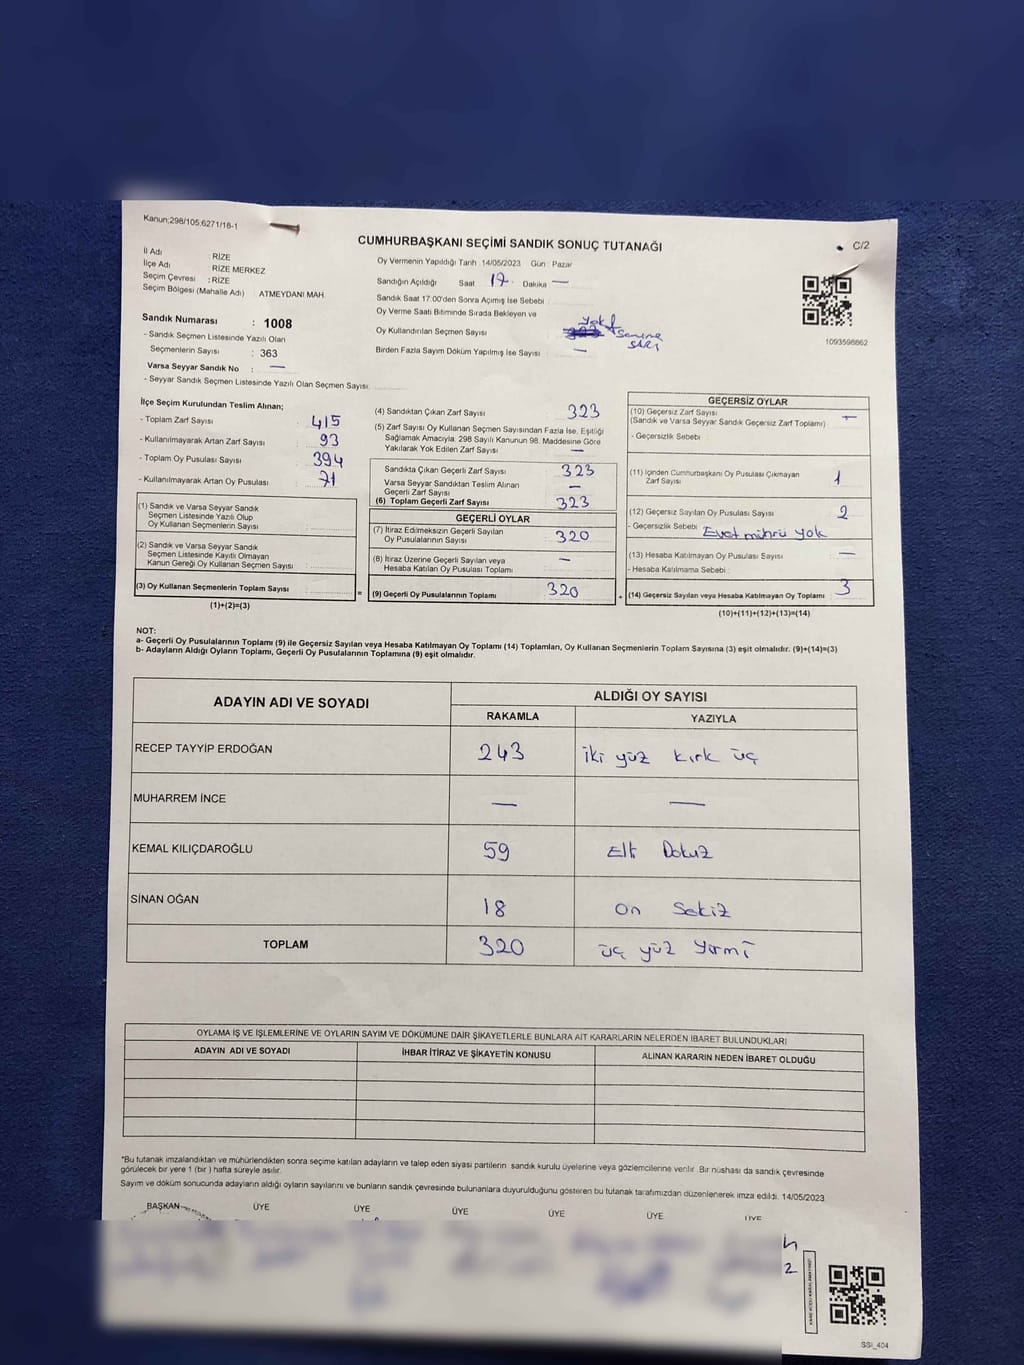 Kanun;298/105;6271/18-1
CUMHURBAŞKANI SEÇİMİ SANDIK SONUÇ TUTANAĞI
C/2
İl Adı : RİZE
İlçe Adı : RİZE MERKEZ
Seçim Çevresi : RİZE
Seçim Bölgesi (Mahalle Adı) : ATMEYDANI MAH.
Sandık Numarası : 1008
- Sandık Seçmen Listesinde Yazılı Olan
Seçmenlerin Sayısı : 363
Varsa Seyyar Sandık No : —
- Seyyar Sandık Seçmen Listesinde Yazılı Olan Seçmen Sayısı:
Oy Vermenin Yapıldığı Tarih :14/05/2023 Gün : Pazar
Sandığın Açıldığı Saat 17 Dakika —
Sandık Saat 17:00'den Sonra Açılmış İse Sebebi
Oy Verme Saati Bitiminde Sırada Bekleyen ve
Oy Kullandırılan Seçmen Sayısı
Yok
Birden Fazla Sayım Döküm Yapılmış İse Sayısı —
1093598862
İlçe Seçim Kurulundan Teslim Alınan;
- Toplam Zarf Sayısı : 415
- Kullanılmayarak Artan Zarf Sayısı : 93
- Toplam Oy Pusulası Sayısı : 394
- Kullanılmayarak Artan Oy Pusulası : 71
(1) Sandık ve Varsa Seyyar Sandık
Seçmen Listesinde Yazılı Olup
Oy Kullanan Seçmenlerin Sayısı :
(2) Sandık ve Varsa Seyyar Sandık
Seçmen Listesinde Kayıtlı Olmayan
Kanun Gereği Oy Kullanan Seçmen Sayısı :
(3) Oy Kullanan Seçmenlerin Toplam Sayısı :
(1)+(2)=(3)
(4) Sandıktan Çıkan Zarf Sayısı : 323
(5) Zarf Sayısı Oy Kullanan Seçmen Sayısından Fazla İse, Eşitliği
Sağlamak Amacıyla, 298 Sayılı Kanunun 98. Maddesine Göre
Yakılarak Yok Edilen Zarf Sayısı : —
Sandıkta Çıkan Geçerli Zarf Sayısı : 323
Varsa Seyyar Sandıktan Teslim Alınan
Geçerli Zarf Sayısı : —
(6) Toplam Geçerli Zarf Sayısı : 323
GEÇERLİ OYLAR
(7) İtiraz Edilmeksizin Geçerli Sayılan
Oy Pusulalarının Sayısı : 320
(8) İtiraz Üzerine Geçerli Sayılan veya
Hesaba Katılan Oy Pusulası Toplamı : —
= (9) Geçerli Oy Pusulalarının Toplamı : 320 +
GEÇERSİZ OYLAR
(10) Geçersiz Zarf Sayısı : —
(Sandık ve Varsa Seyyar Sandık Geçersiz Zarf Toplamı)
- Geçersizlik Sebebi :
(11) İçinden Cumhurbaşkanı Oy Pusulası Çıkmayan
Zarf Sayısı : 1
(12) Geçersiz Sayılan Oy Pusulası Sayısı : 2
- Geçersizlik Sebebi : Evet mührü yok
(13) Hesaba Katılmayan Oy Pusulası Sayısı : —
- Hesaba Katılmama Sebebi :
(14) Geçersiz Sayılan veya Hesaba Katılmayan Oy Toplamı : 3
(10)+(11)+(12)+(13)=(14)
NOT:
a- Geçerli Oy Pusulalarının Toplamı (9) ile Geçersiz Sayılan veya Hesaba Katılmayan Oy Toplamı (14) Toplamları, Oy Kullanan Seçmenlerin Toplam Sayısına (3) eşit olmalıdır. (9)+(14)=(3)
b- Adayların Aldığı Oyların Toplamı, Geçerli Oy Pusulalarının Toplamına (9) eşit olmalıdır.
ADAYIN ADI VE SOYADI
ALDIĞI OY SAYISI
RAKAMLA YAZIYLA
RECEP TAYYİP ERDOĞAN 243 iki yüz kırk üç
MUHARREM İNCE — —
KEMAL KILIÇDAROĞLU 59 Elli Dokuz
SİNAN OĞAN 18 on Sekiz
TOPLAM 320 üç yüz Yirmi
OYLAMA İŞ VE İŞLEMLERİNE VE OYLARIN SAYIM VE DÖKÜMÜNE DAİR ŞİKAYETLERLE BUNLARA AİT KARARLARIN NELERDEN İBARET BULUNDUKLARI
ADAYIN ADI VE SOYADI İHBAR İTİRAZ VE ŞİKAYETİN KONUSU ALINAN KARARIN NEDEN İBARET OLDUĞU
*Bu tutanak imzalandıktan ve mühürlendikten sonra seçime katılan adayların ve talep eden siyasi partilerin sandık kurulu üyelerine veya gözlemcilerine verilir. Bir nüshası da sandık çevresinde
görülecek bir yere 1 (bir) hafta süreyle asılır.
Sayım ve döküm sonucunda adayların aldığı oyların sayılarını ve bunların sandık çevresinde bulunanlara duyurulduğunu gösteren bu tutanak tarafımızdan düzenlenerek imza edildi. 14/05/2023
BAŞKAN ÜYE ÜYE ÜYE ÜYE ÜYE ÜYE
SSi_404